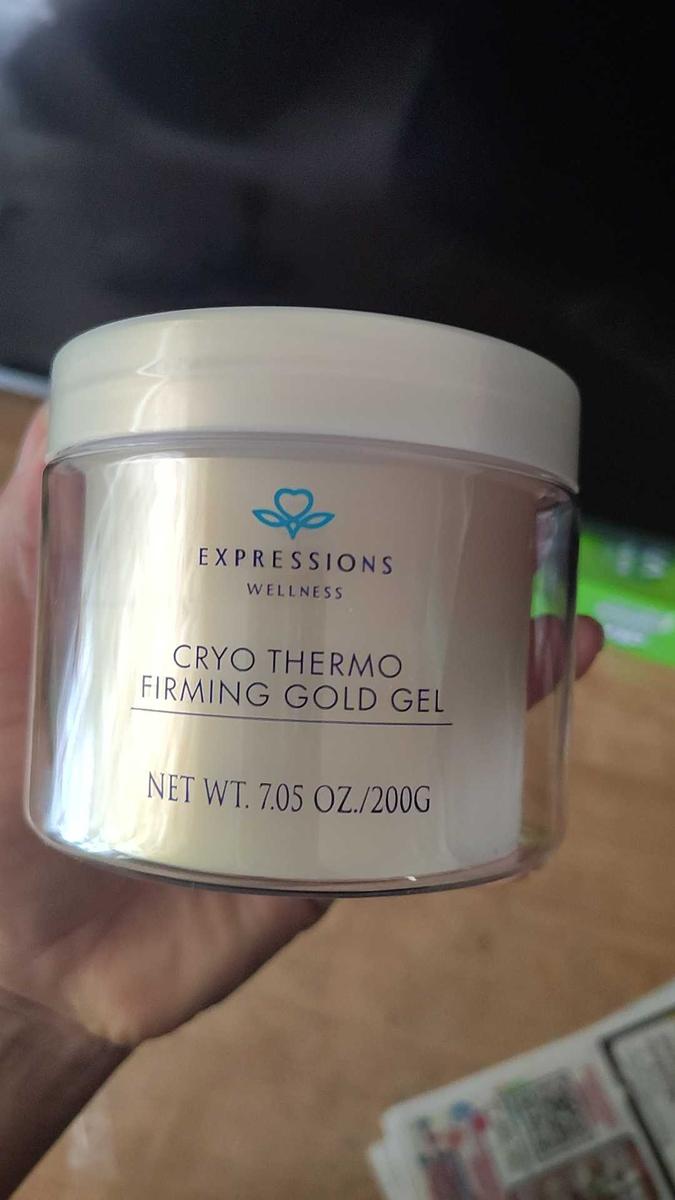 EXPRESSIONS
WELLNESS
CRYO THERMO
FIRMING GOLD GEL
NET WT. 7.05 OZ./200G